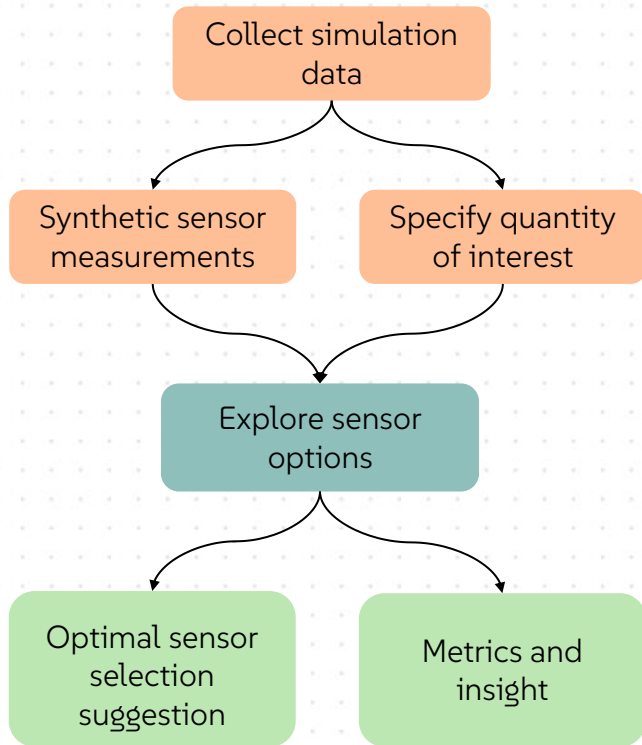 Collect simulation
data
Synthetic sensor
measurements
Specify quantity
of interest
Explore sensor
options
Optimal sensor
selection
suggestion
Metrics and
insight